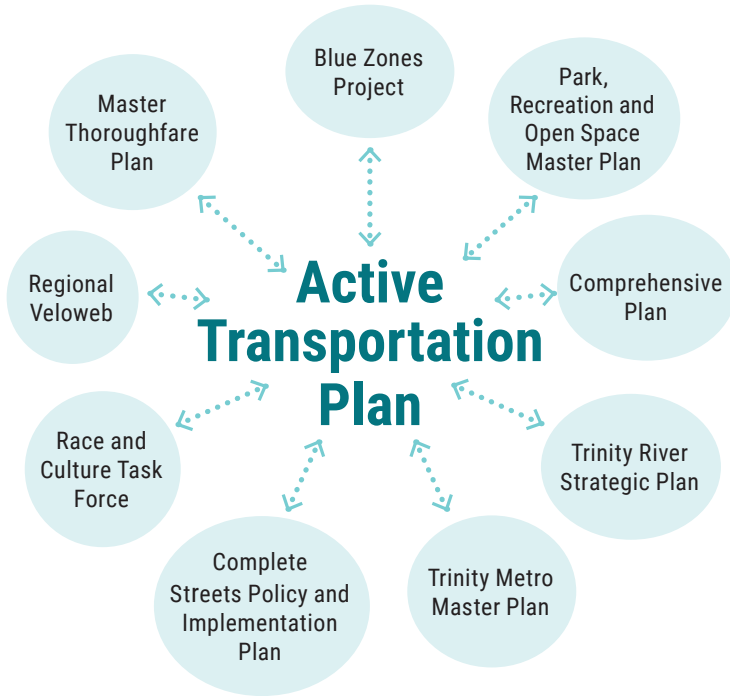 Blue Zones
Project
Park,
Recreation and
Open Space
Master Plan
Master
Thoroughfare
Plan
Active
Transportation
Plan
Comprehensive
Plan
Regional
Veloweb
Race and
Culture Task
Force
Trinity River
Strategic Plan
Complete
Streets Policy and
Implementation
Plan
Trinity Metro
Master Plan